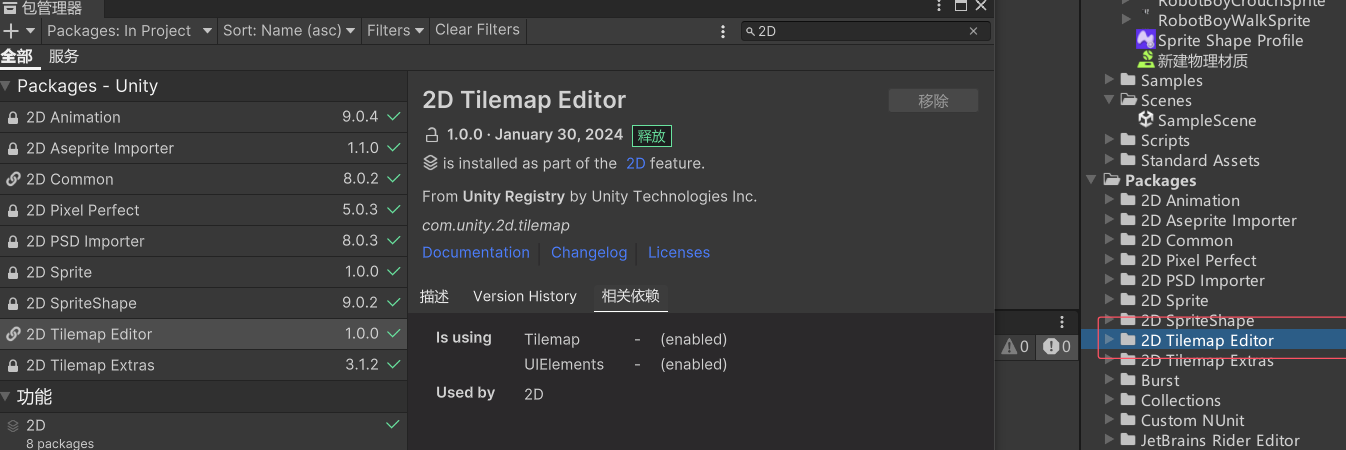 包管理器
Packages: In Project
Sort: Name (asc)
Filters
Clear Filters
2D
全部
服务
Packages - Unity
2D Animation 9.0.4
2D Aseprite Importer 1.1.0
2D Common 8.0.2
2D Pixel Perfect 5.0.3
2D PSD Importer 8.0.3
2D Sprite 1.0.0
2D SpriteShape 9.0.2
2D Tilemap Editor 1.0.0
2D Tilemap Extras 3.1.2
功能
2D
8 packages
2D Tilemap Editor
移除
1.0.0 · January 30, 2024 释放
is installed as part of the 2D feature.
From Unity Registry by Unity Technologies Inc.
com.unity.2d.tilemap
Documentation
Changelog
Licenses
描述
Version History
相关依赖
Is using Tilemap - (enabled)
UIElements - (enabled)
Used by 2D
0
0
RobotBoyCrouchSprite
RobotBoyWalkSprite
Sprite Shape Profile
新建物理材质
Samples
Scenes
SampleScene
Scripts
Standard Assets
Packages
2D Animation
2D Aseprite Importer
2D Common
2D Pixel Perfect
2D PSD Importer
2D Sprite
2D SpriteShape
2D Tilemap Editor
2D Tilemap Extras
Burst
Collections
Custom NUnit
JetBrains Rider Editor